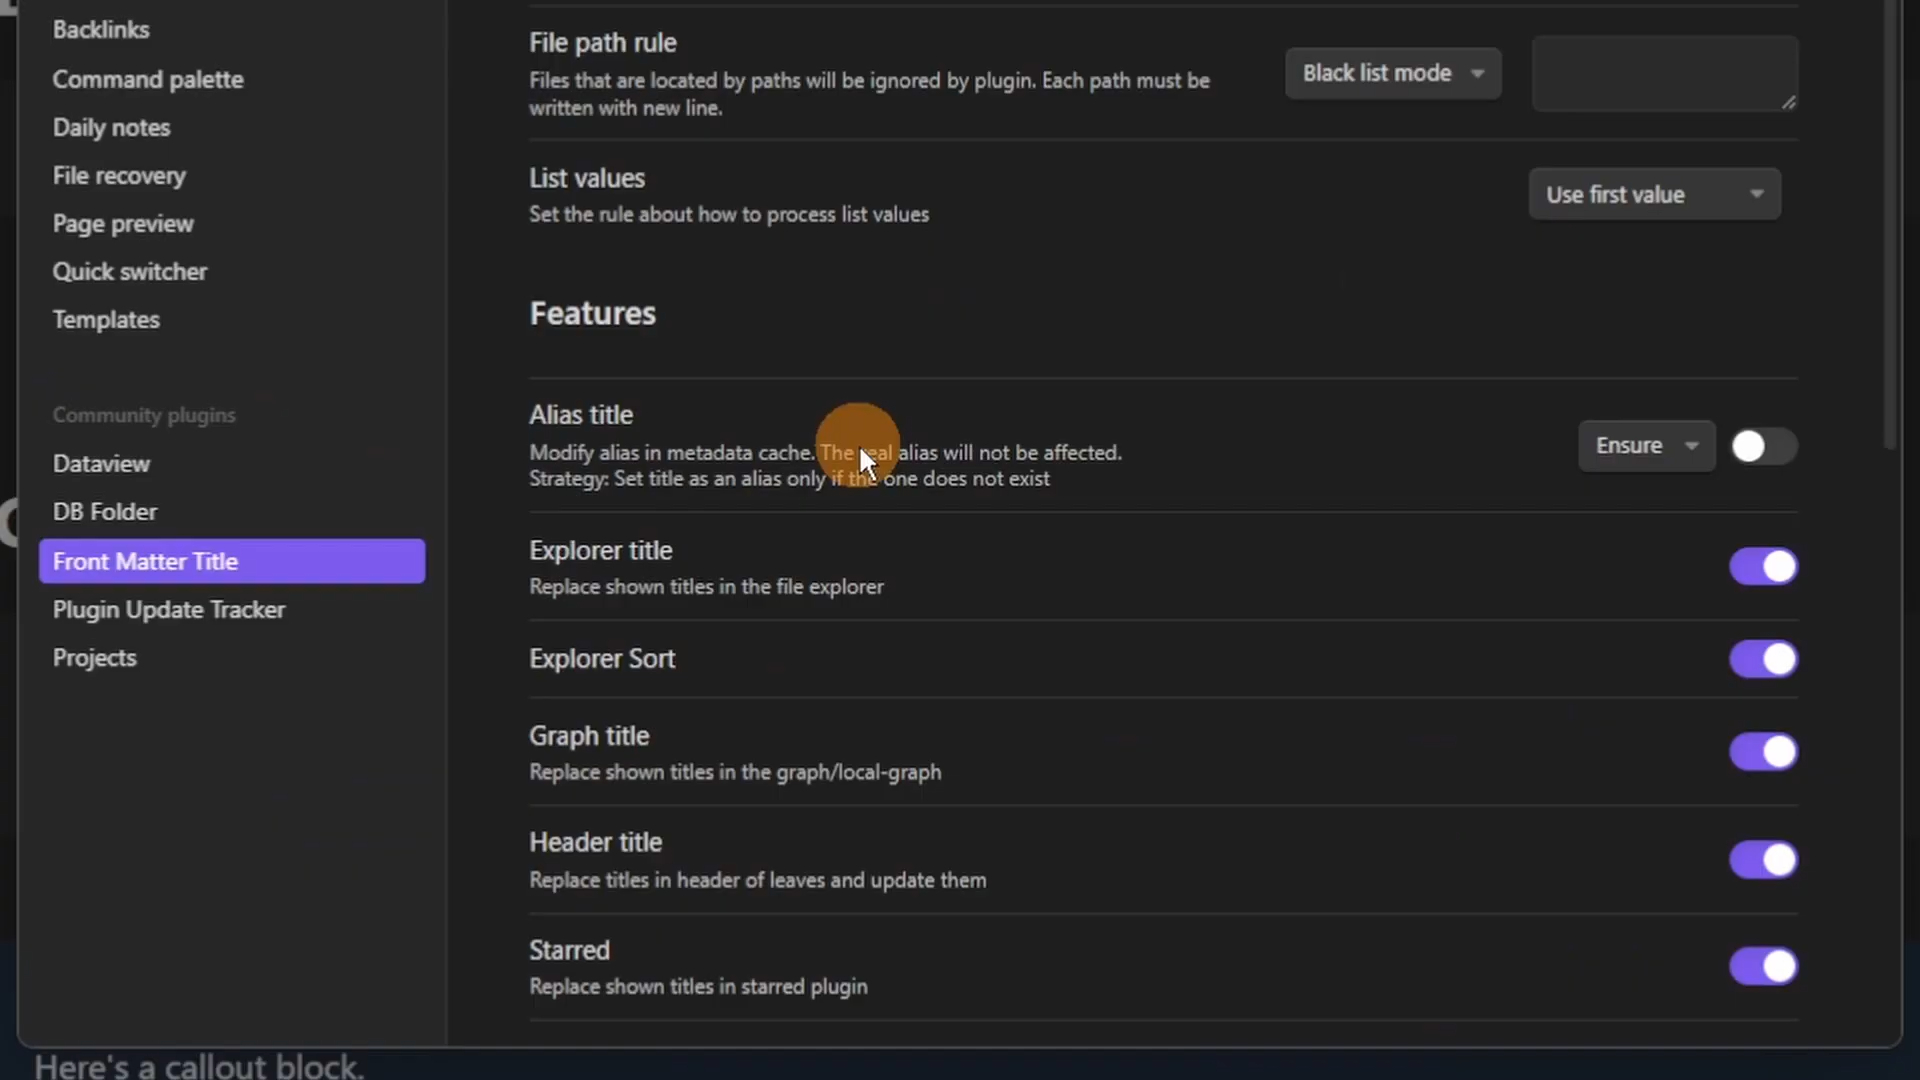 Backlinks
Command palette
Daily notes
File recovery
Page preview
Quick switcher
Templates
Community plugins
Dataview
DB Folder
Front Matter Title
Plugin Update Tracker
Projects
File path rule
Files that are located by paths will be ignored by plugin. Each path must be
written with new line.
Black list mode
List values
Set the rule about how to process list values
Use first value
Features
Alias title
Modify alias in metadata cache. The real alias will not be affected.
Strategy: Set title as an alias only if the one does not exist
Ensure
Explorer title
Replace shown titles in the file explorer
Explorer Sort
Graph title
Replace shown titles in the graph/local-graph
Header title
Replace titles in header of leaves and update them
Starred
Replace shown titles in starred plugin
Here's a callout block.